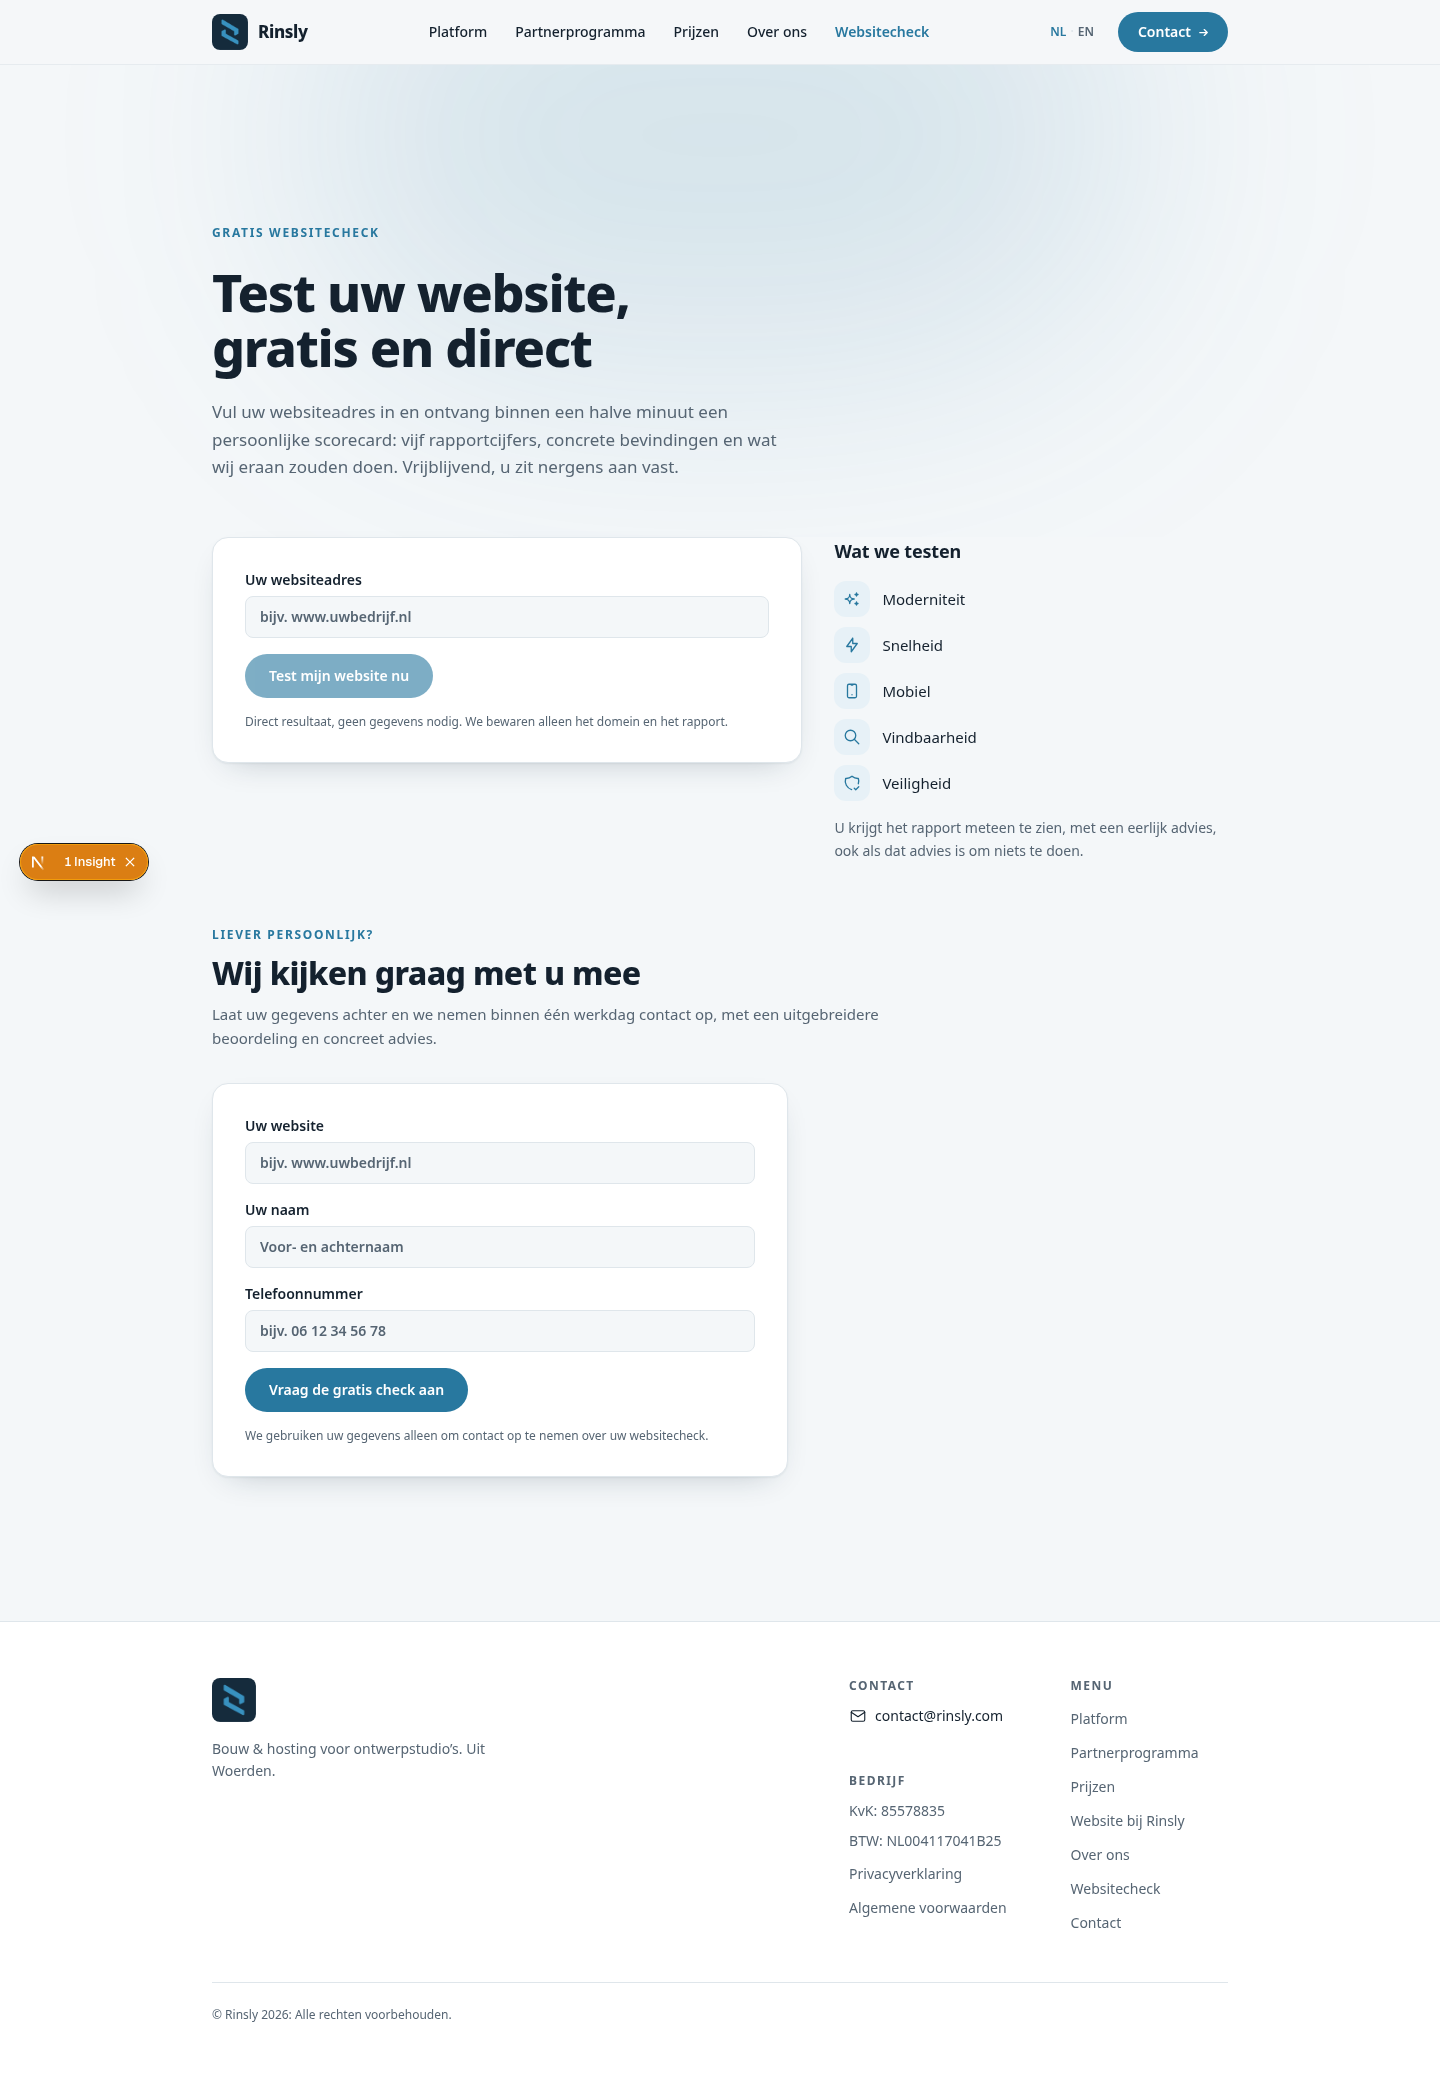 Rinsly
Platform
Partnerprogramma
Prijzen
Over ons
Websitecheck
NL
EN
Contact →
GRATIS WEBSITECHECK
Test uw website,
gratis en direct
Vul uw websiteadres in en ontvang binnen een halve minuut een
persoonlijke scorecard: vijf rapportcijfers, concrete bevindingen en wat
wij eraan zouden doen. Vrijblijvend, u zit nergens aan vast.
Uw websiteadres
bijv. www.uwbedrijf.nl
Test mijn website nu
Direct resultaat, geen gegevens nodig. We bewaren alleen het domein en het rapport.
Wat we testen
Moderniteit
Snelheid
Mobiel
Vindbaarheid
Veiligheid
U krijgt het rapport meteen te zien, met een eerlijk advies,
ook als dat advies is om niets te doen.
1 Insight
LIEVER PERSOONLIJK?
Wij kijken graag met u mee
Laat uw gegevens achter en we nemen binnen één werkdag contact op, met een uitgebreidere
beoordeling en concreet advies.
Uw website
bijv. www.uwbedrijf.nl
Uw naam
Voor- en achternaam
Telefoonnummer
bijv. 06 12 34 56 78
Vraag de gratis check aan
We gebruiken uw gegevens alleen om contact op te nemen over uw websitecheck.
Bouw & hosting voor ontwerpstudio’s. Uit
Woerden.
CONTACT
contact@rinsly.com
BEDRIJF
KvK: 85578835
BTW: NL004117041B25
Privacyverklaring
Algemene voorwaarden
MENU
Platform
Partnerprogramma
Prijzen
Website bij Rinsly
Over ons
Websitecheck
Contact
© Rinsly 2026: Alle rechten voorbehouden.